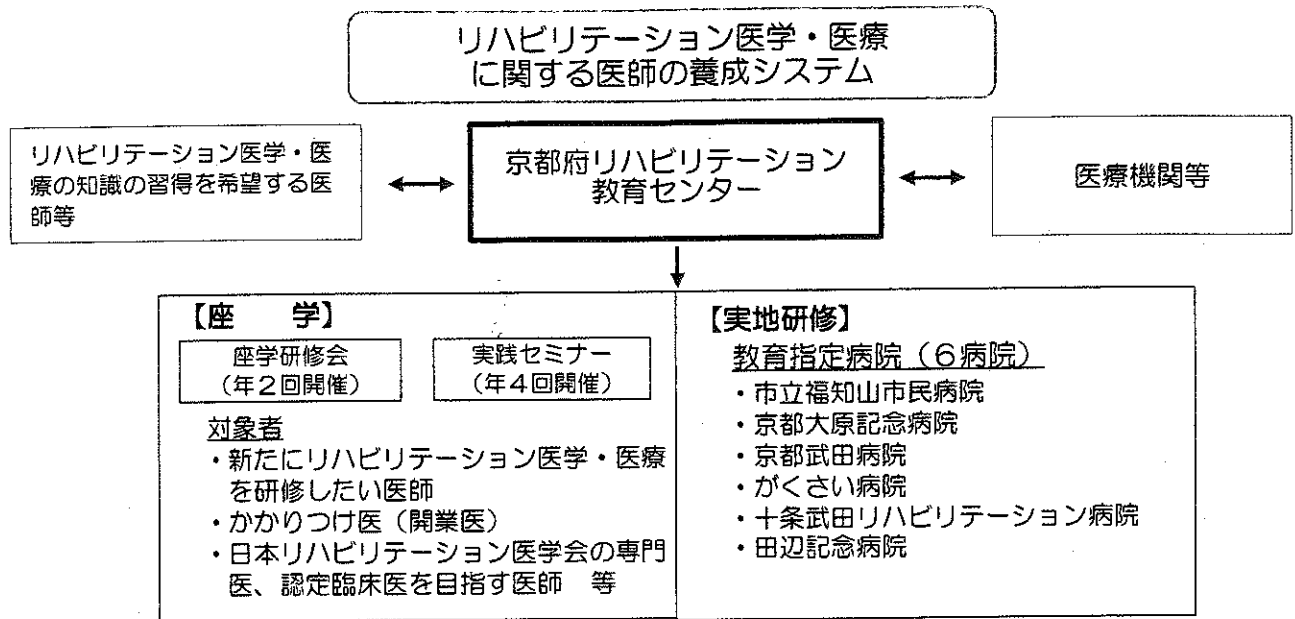 リハビリテーション医学・医療
に関する医師の養成システム
リハビリテーション医学・医
療の知識の習得を希望する医
師等
京都府リハビリテーション
教育センター
医療機関等
【座　　学】
座学研修会
（年２回開催）
実践セミナー
（年４回開催）
対象者
・新たにリハビリテーション医学・医療
を研修したい医師
・かかりつけ医（開業医）
・日本リハビリテーション医学会の専門
医、認定臨床医を目指す医師　等
【実地研修】
教育指定病院（６病院）
・市立福知山市民病院
・京都大原記念病院
・京都武田病院
・がくさい病院
・十条武田リハビリテーション病院
・田辺記念病院